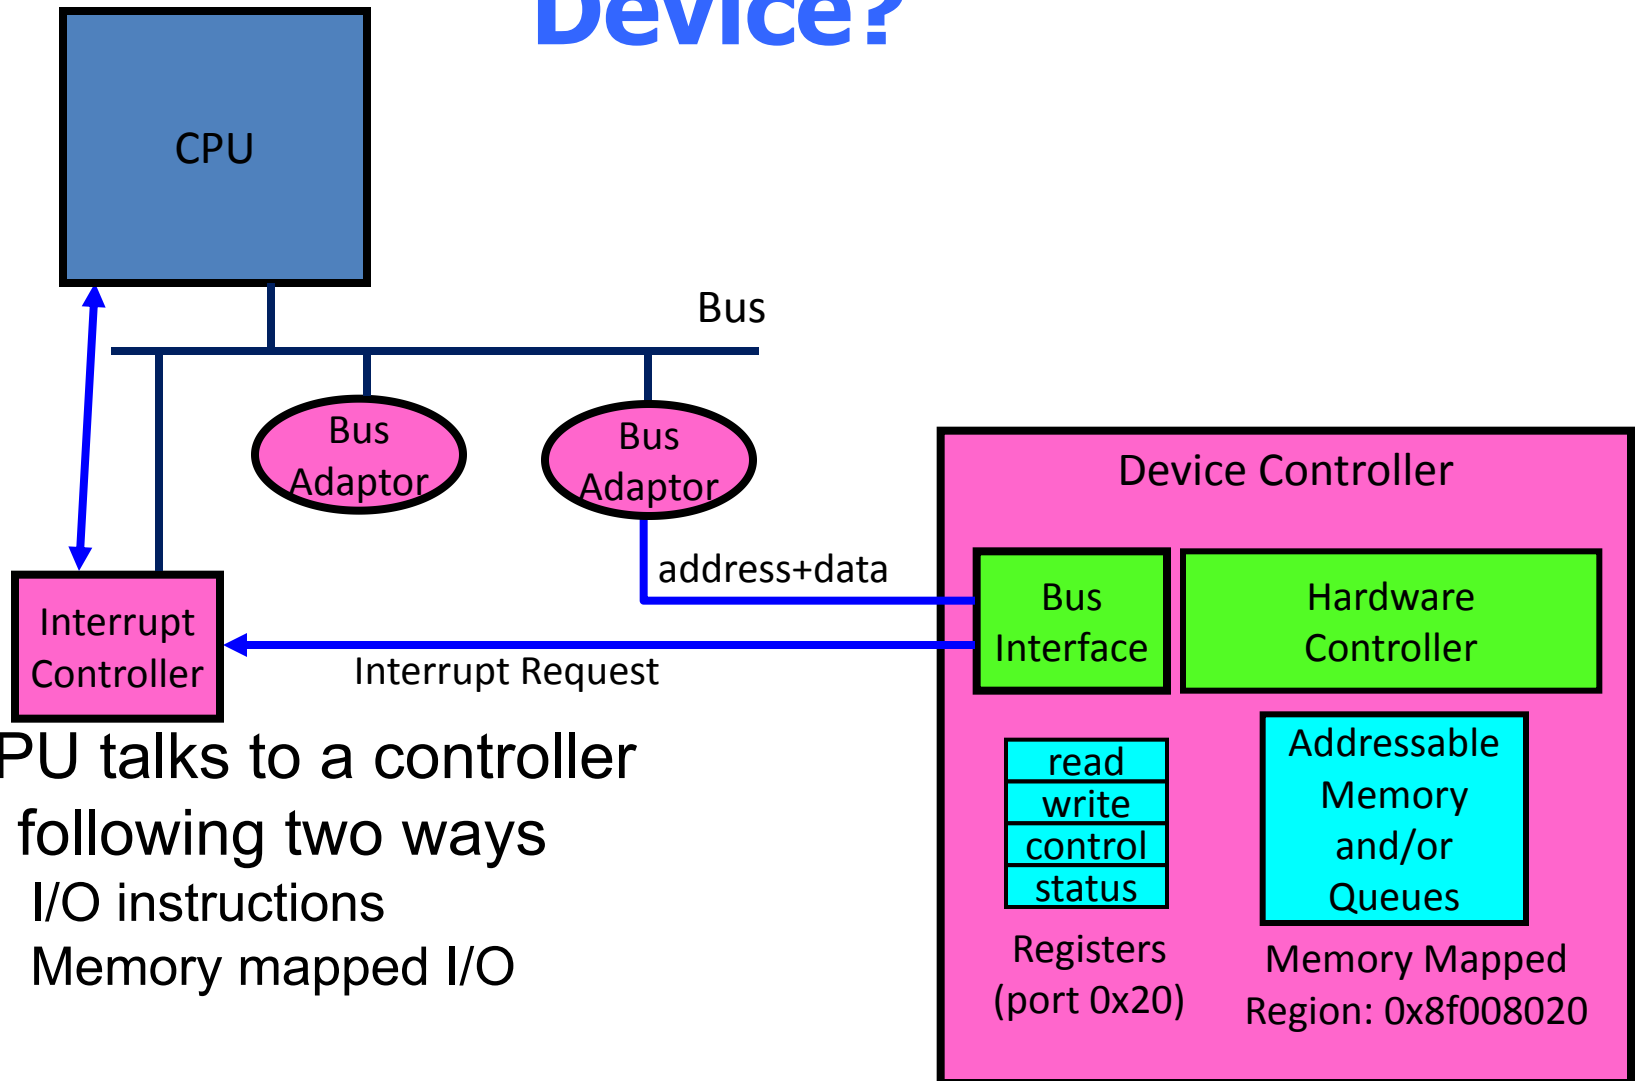 Device?
CPU
Bus
Bus
Adaptor
Bus
Adaptor
Device Controller
address+data
Bus
Interface
Hardware
Controller
Interrupt
Controller
Interrupt Request
read
write
control
status
Addressable
Memory
and/or
Queues
Registers
(port 0x20)
Memory Mapped
Region: 0x8f008020
PU talks to a controller
following two ways
I/O instructions
Memory mapped I/O